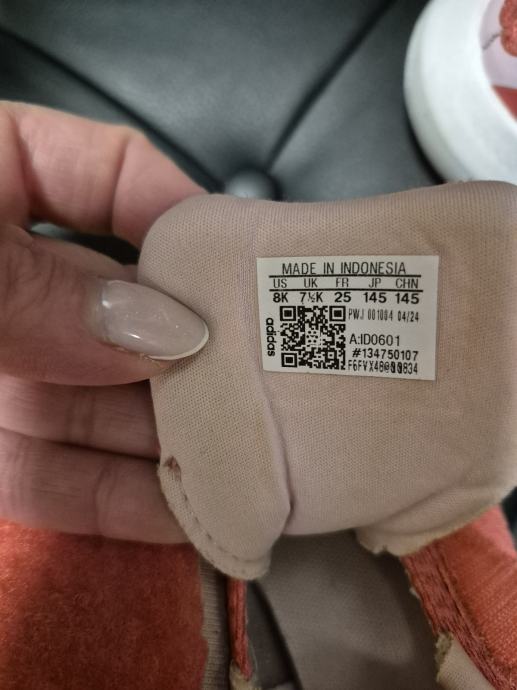 MADE IN INDONESIA
US UK FR JP CHN
8K 7½K 25 145 145
PWJ 001004 04/24
adidas
A:ID0601
#134750107